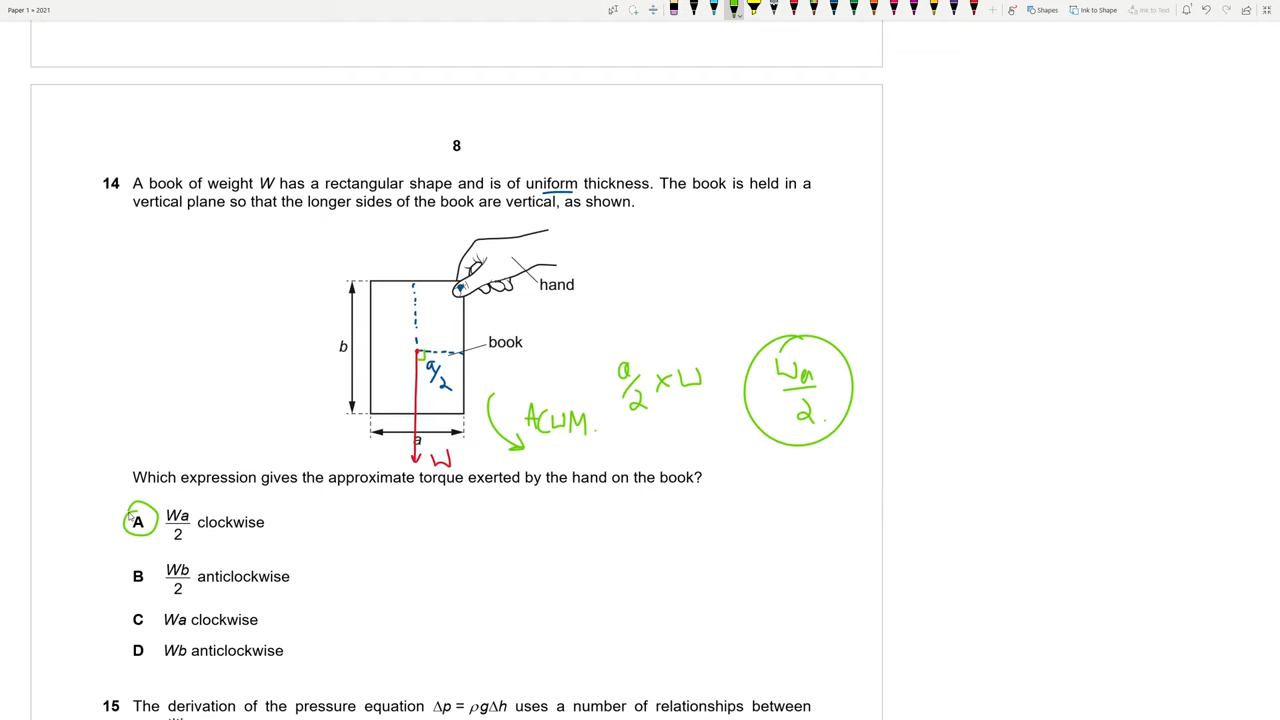 Paper 1 » 2021
Shapes Ink to Shape Ink to Text
8
14 A book of weight W has a rectangular shape and is of uniform thickness. The book is held in a
vertical plane so that the longer sides of the book are vertical, as shown.
hand
b
book
a/2
a/2 × W
Wa/2
ACWM.
a
W
Which expression gives the approximate torque exerted by the hand on the book?
A Wa/2 clockwise
B Wb/2 anticlockwise
C Wa clockwise
D Wb anticlockwise
15 The derivation of the pressure equation Δp = ρgΔh uses a number of relationships between